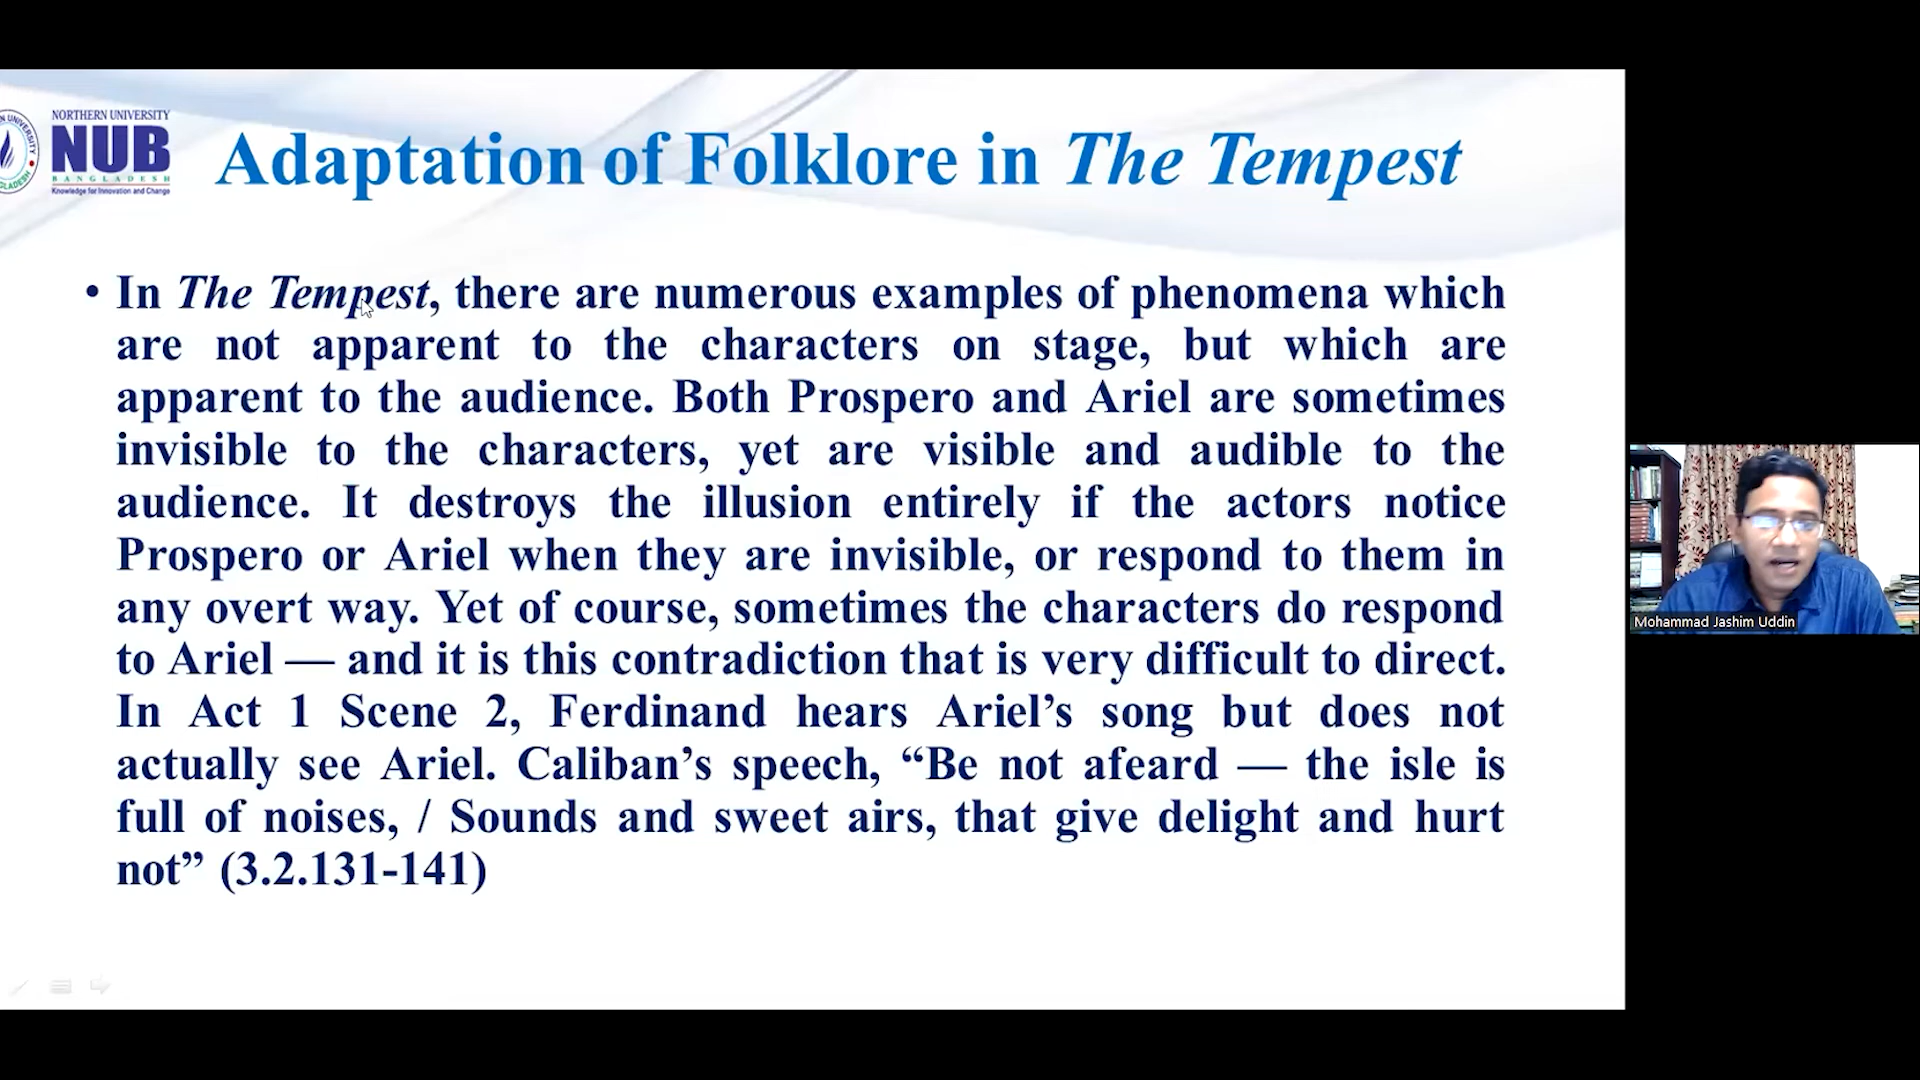 NORTHERN UNIVERSITY
NUB
BANGLADESH
Knowledge for Innovation and Change
Adaptation of Folklore in The Tempest
• In The Tempest, there are numerous examples of phenomena which
are not apparent to the characters on stage, but which are
apparent to the audience. Both Prospero and Ariel are sometimes
invisible to the characters, yet are visible and audible to the
audience. It destroys the illusion entirely if the actors notice
Prospero or Ariel when they are invisible, or respond to them in
any overt way. Yet of course, sometimes the characters do respond
to Ariel — and it is this contradiction that is very difficult to direct.
In Act 1 Scene 2, Ferdinand hears Ariel’s song but does not
actually see Ariel. Caliban’s speech, “Be not afeard — the isle is
full of noises, / Sounds and sweet airs, that give delight and hurt
not” (3.2.131-141)
Mohammad Jashim Uddin